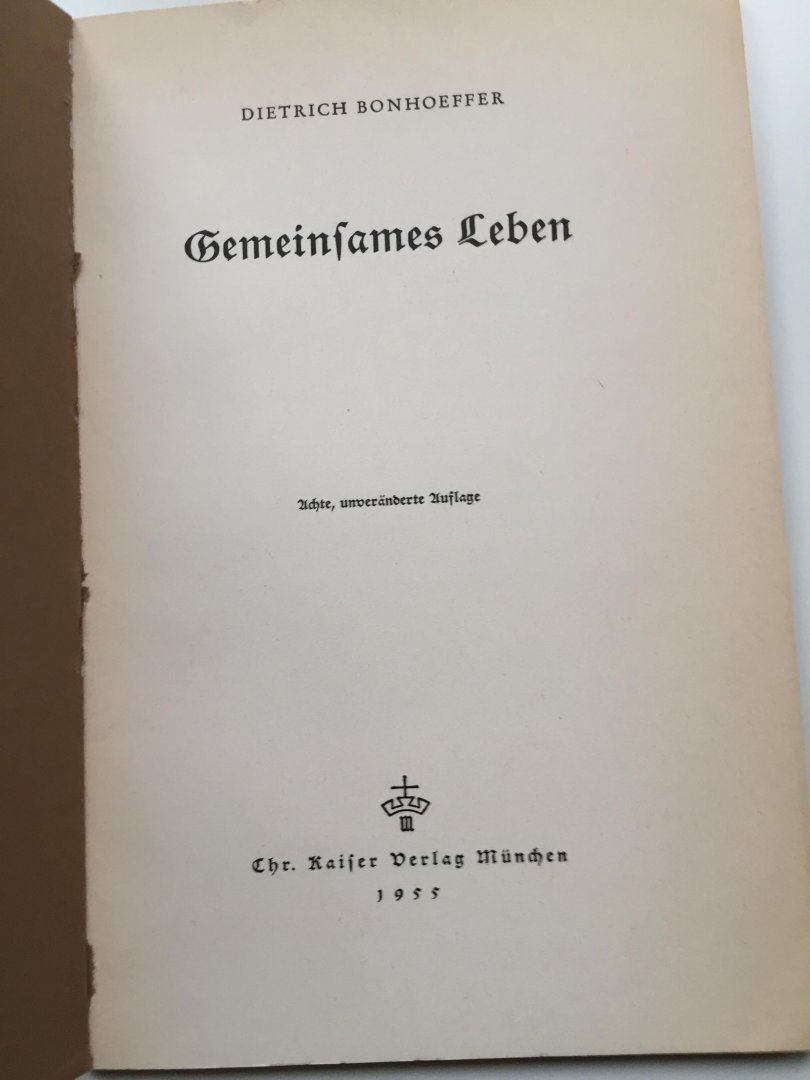 DIETRICH BONHOEFFER
Gemeinſames Leben
Achte, unveränderte Auflage
m
Chr. Kaiſer Verlag München
1955